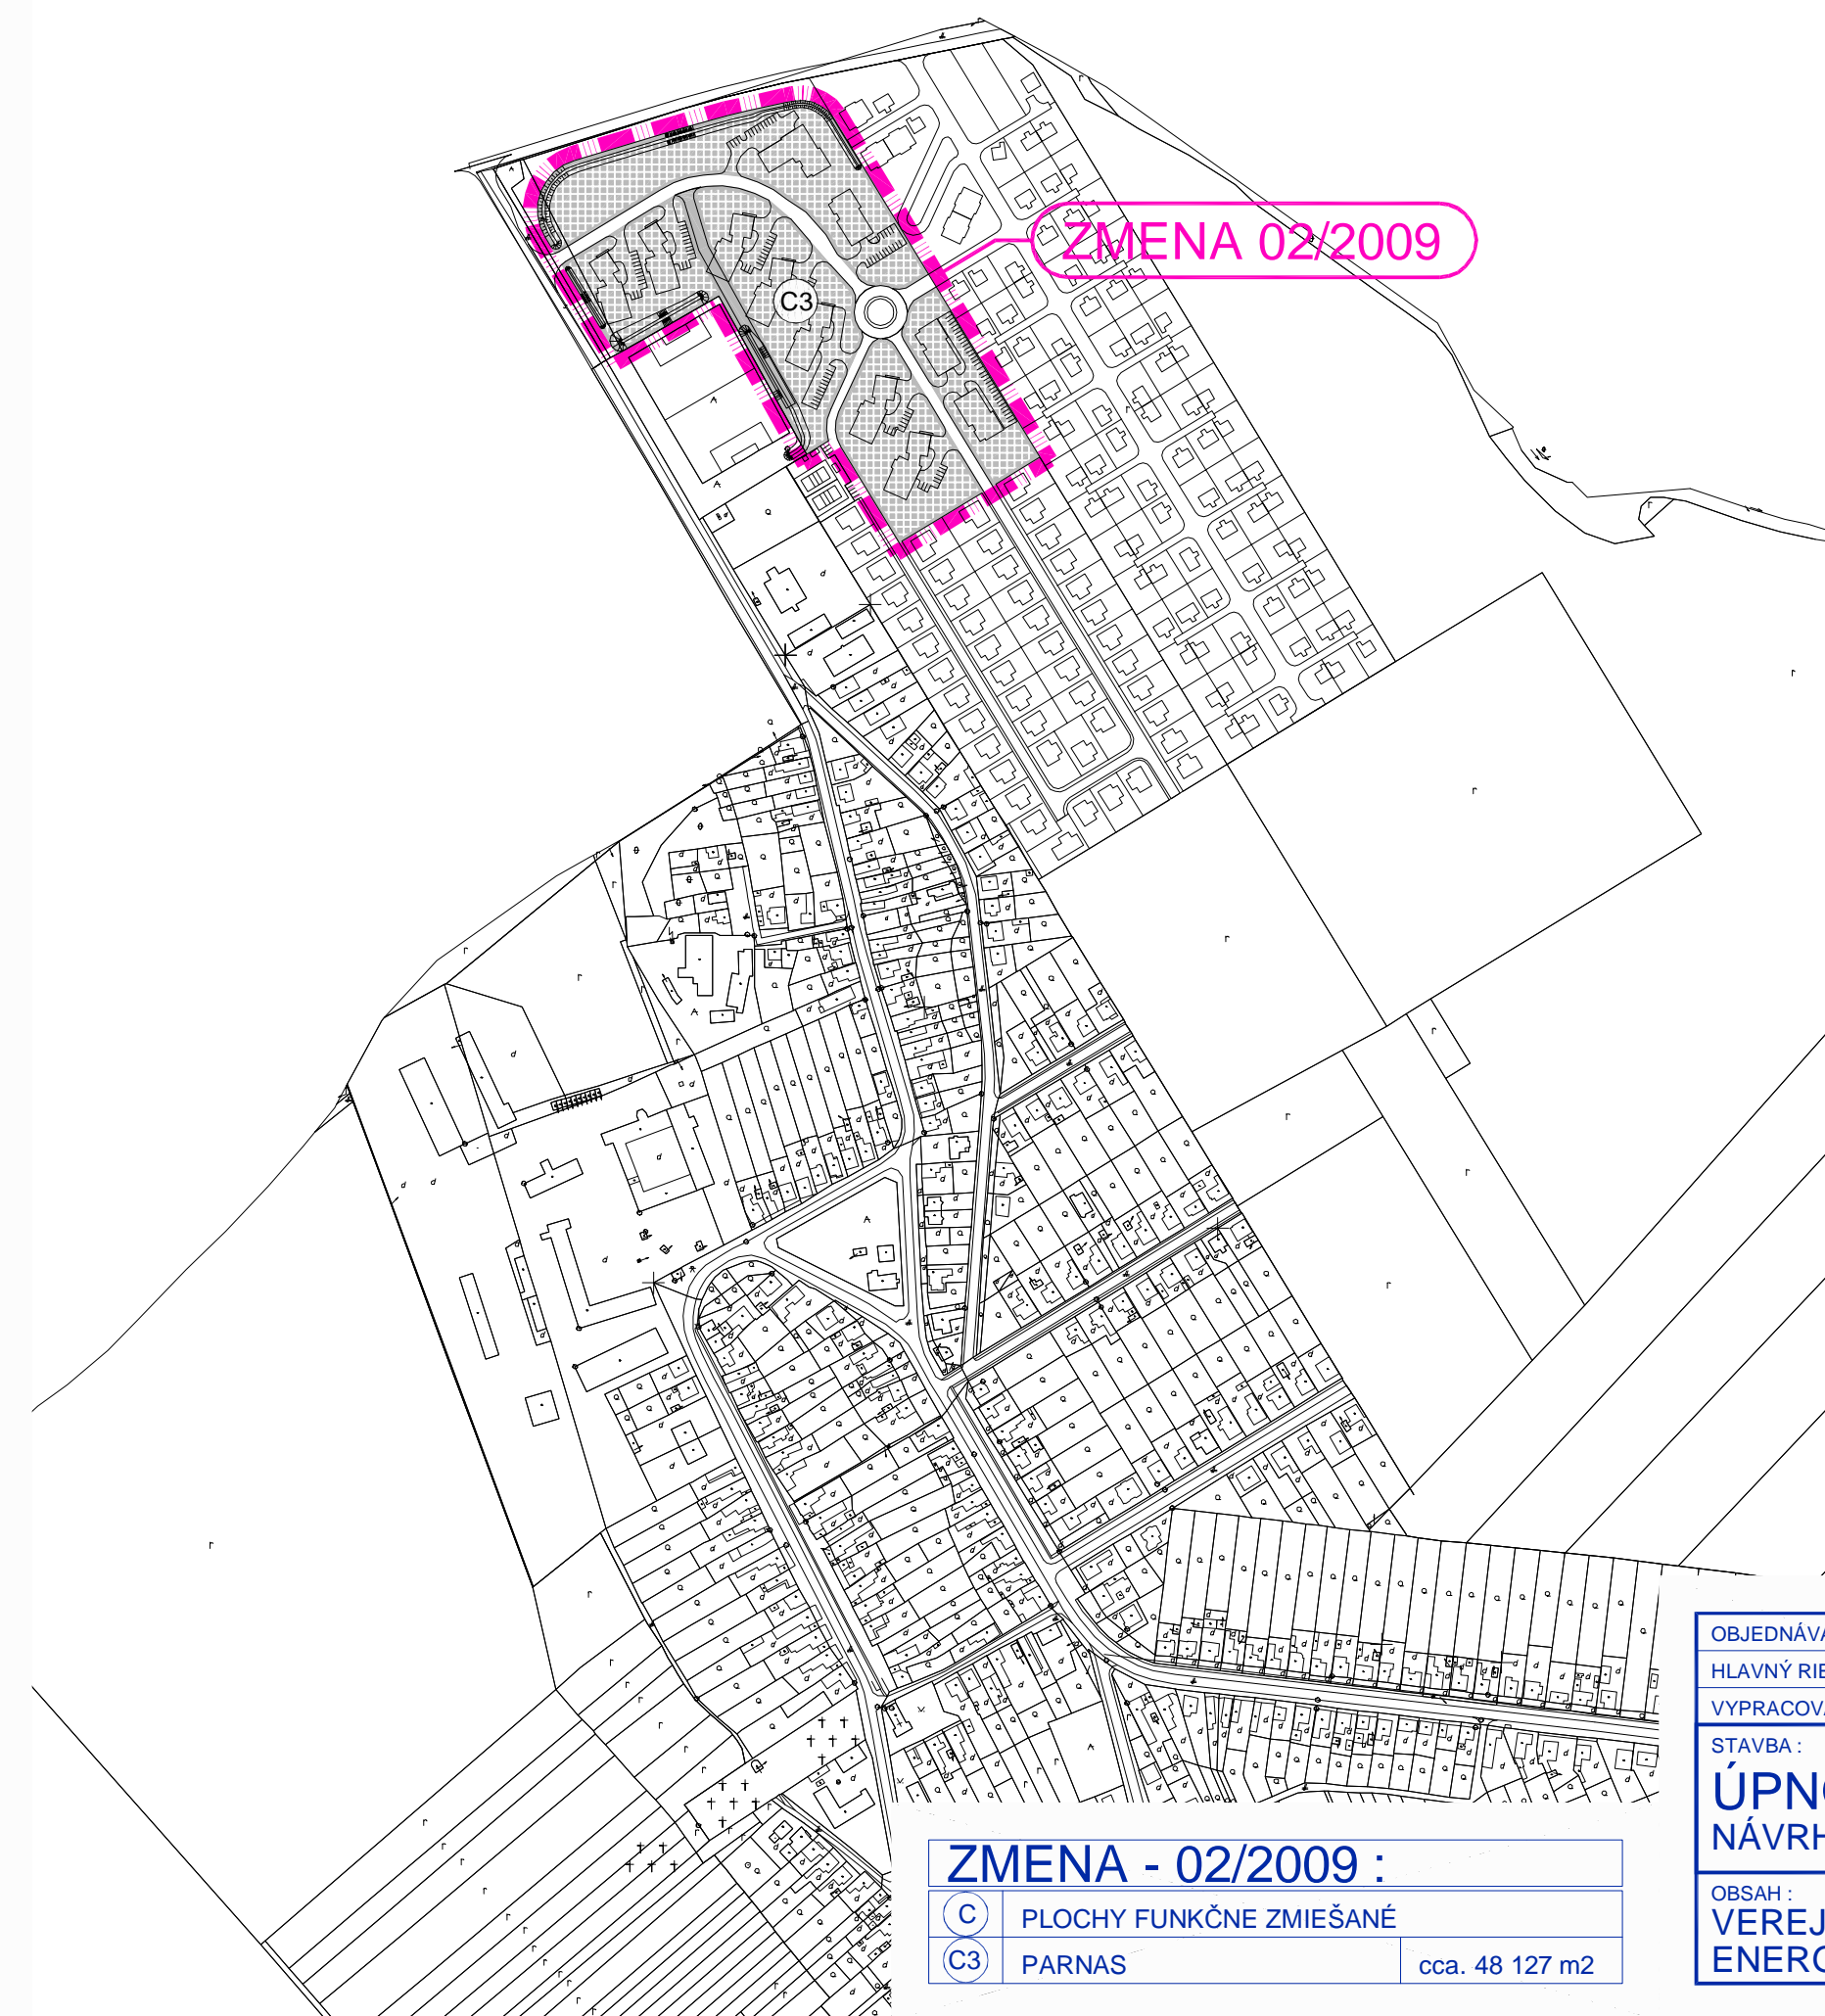 ZMENA 02/2009
C3
ZMENA - 02/2009 :
C PLOCHY FUNKČNE ZMIEŠANÉ
C3 PARNAS cca. 48 127 m2
OBJEDNÁVA
HLAVNÝ RIE
VYPRACOVA
STAVBA :
ÚPN
NÁVRH
OBSAH :
VEREJ
ENERG